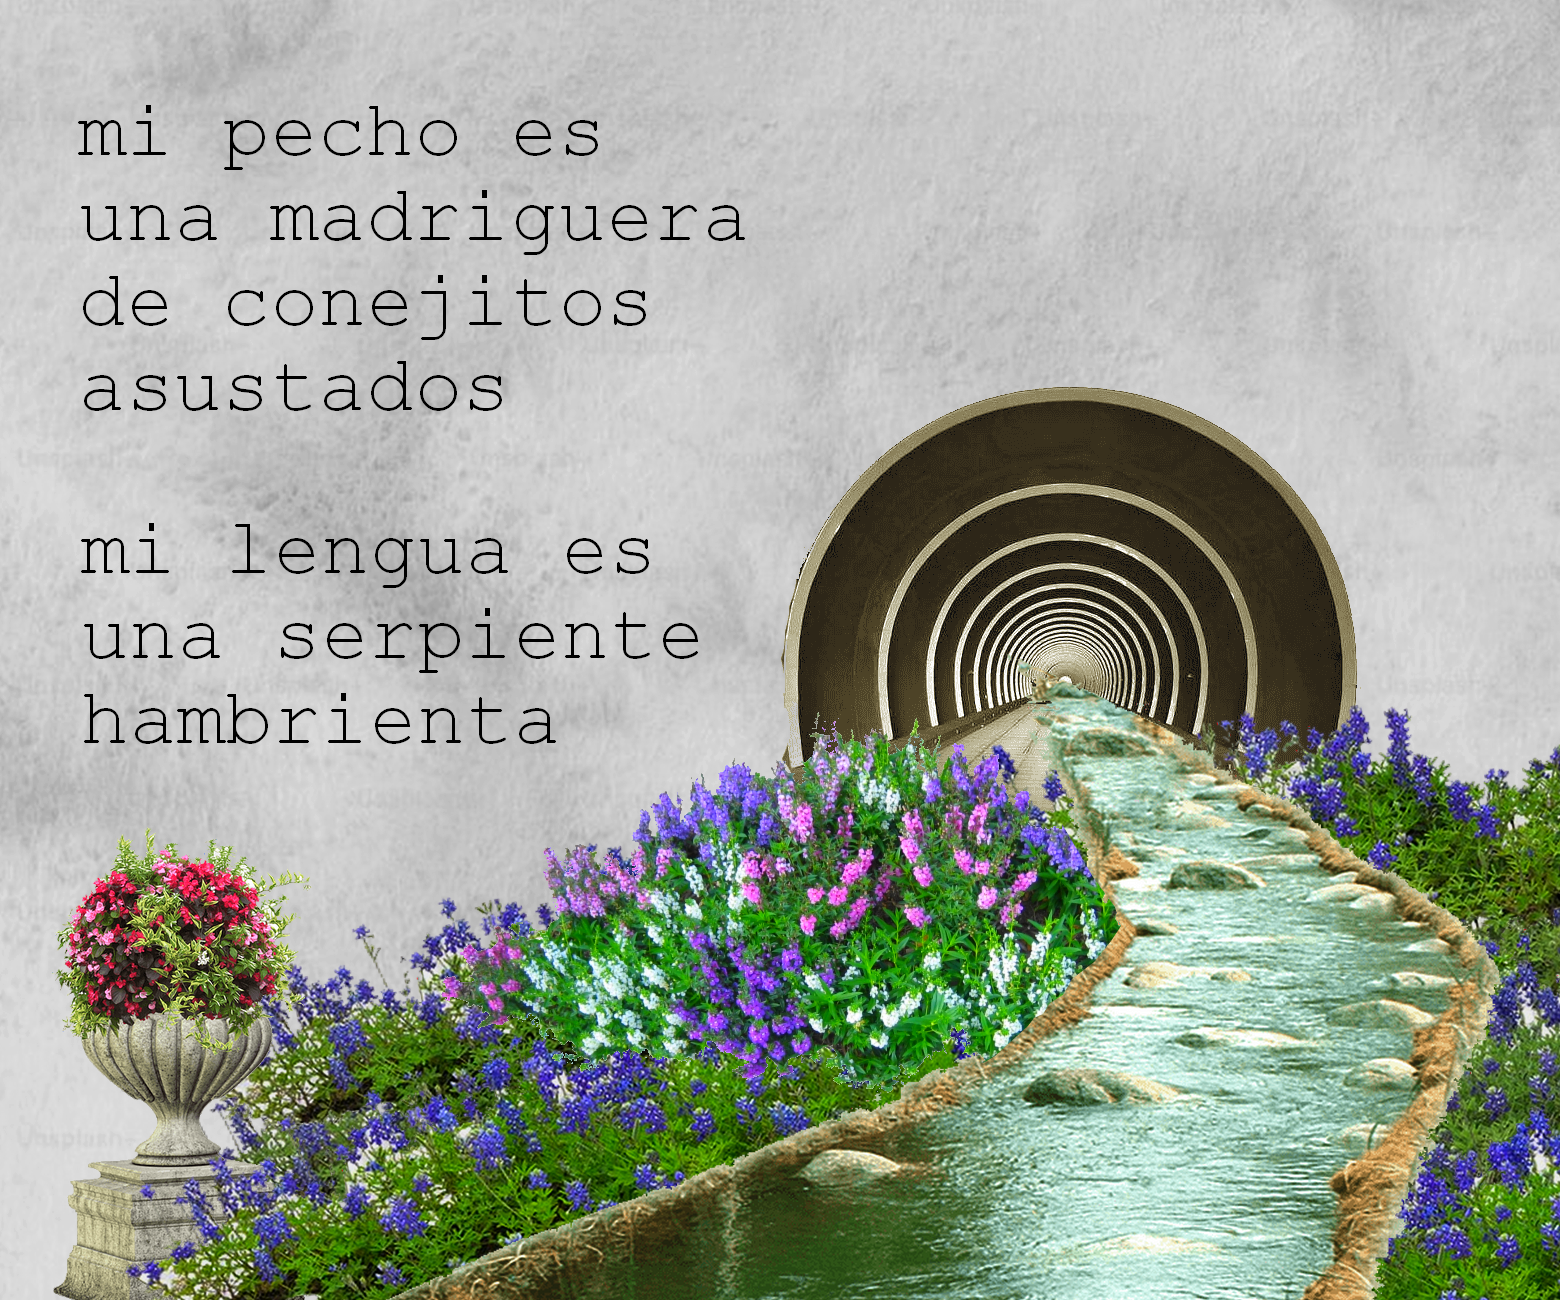 mi pecho es
una madriguera
de conejitos
asustados
mi lengua es
una serpiente
hambrienta